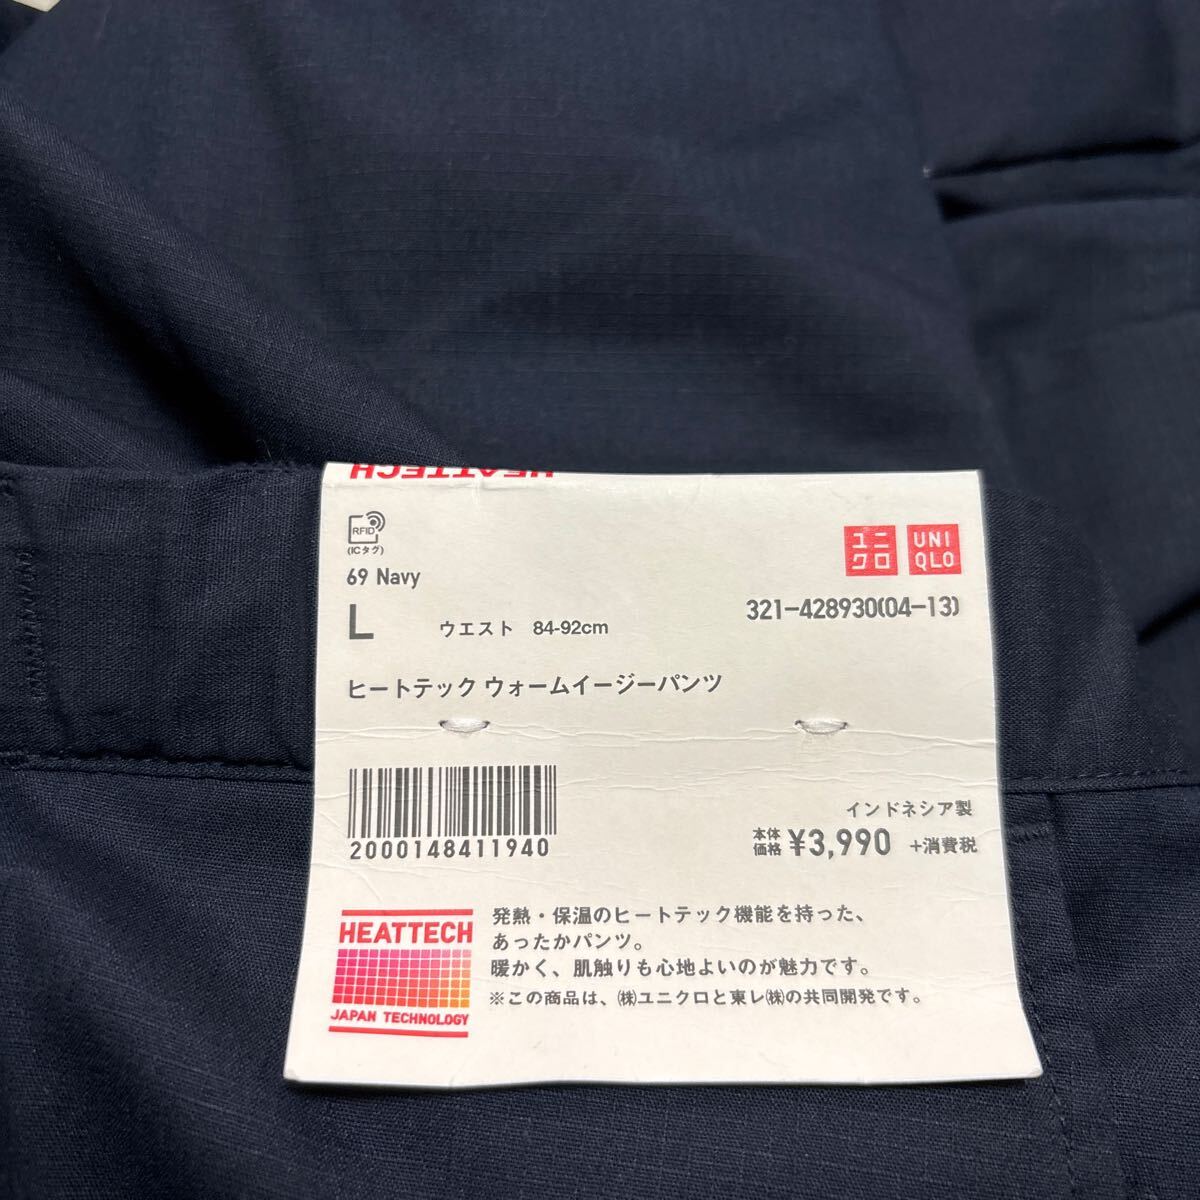 HEATTECH
RFID
(ICタグ)
69 Navy
L ウエスト 84-92cm
ユニクロ
UNIQLO
321-428930(04-13)
ヒートテック ウォームイージーパンツ
2000148411940
インドネシア製
本体価格 ¥3,990 +消費税
HEATTECH
JAPAN TECHNOLOGY
発熱・保温のヒートテック機能を持った、
あったかパンツ。
暖かく、肌触りも心地よいのが魅力です。
※この商品は、㈱ユニクロと東レ㈱の共同開発です。